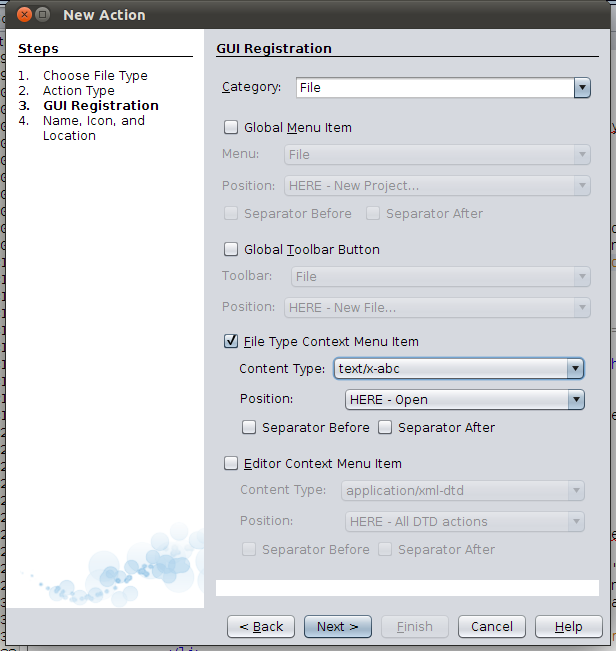 New Action
Steps
1. Choose File Type
2. Action Type
3. GUI Registration
4. Name, Icon, and
Location
GUI Registration
Category: File
Global Menu Item
Menu: File
Position: HERE - New Project...
Separator Before Separator After
Global Toolbar Button
Toolbar: File
Position: HERE - New File...
File Type Context Menu Item
Content Type: text/x-abc
Position: HERE - Open
Separator Before Separator After
Editor Context Menu Item
Content Type: application/xml-dtd
Position: HERE - All DTD actions
Separator Before Separator After
< Back Next > Finish Cancel Help